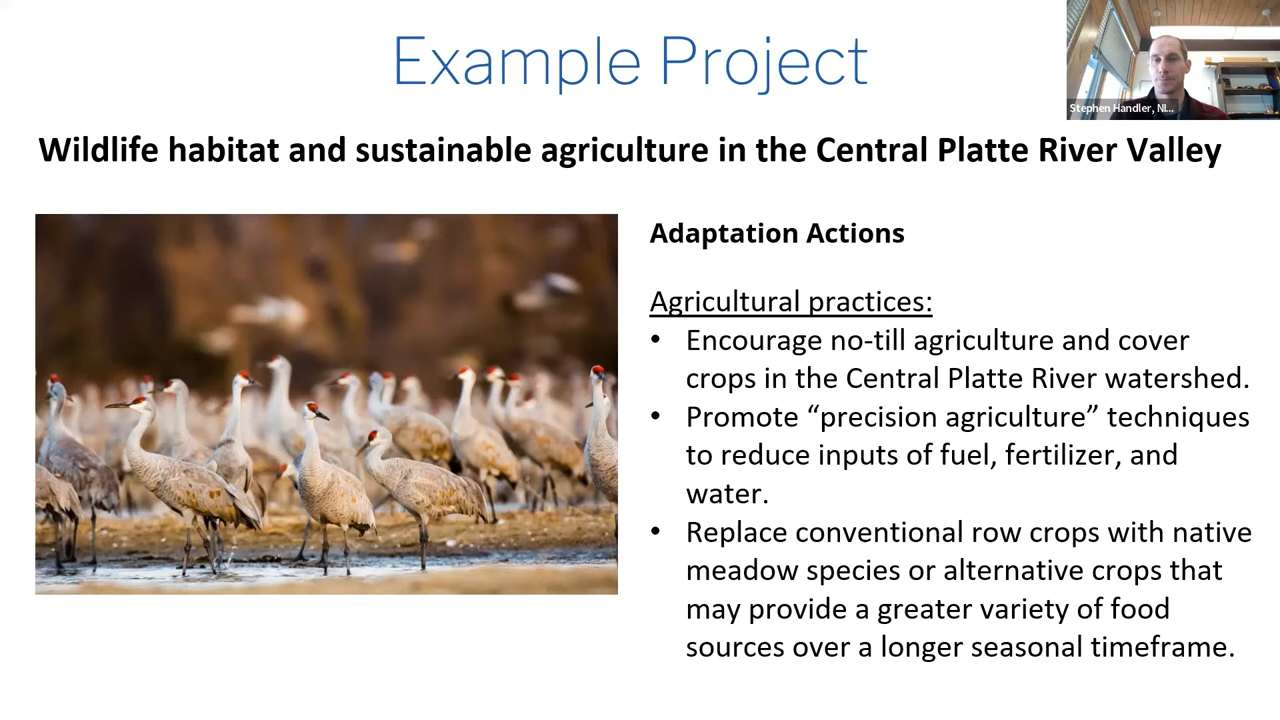 Example Project
Stephen Handler, NI...
Wildlife habitat and sustainable agriculture in the Central Platte River Valley
Adaptation Actions
Agricultural practices:
• Encourage no-till agriculture and cover
crops in the Central Platte River watershed.
• Promote “precision agriculture” techniques
to reduce inputs of fuel, fertilizer, and
water.
• Replace conventional row crops with native
meadow species or alternative crops that
may provide a greater variety of food
sources over a longer seasonal timeframe.